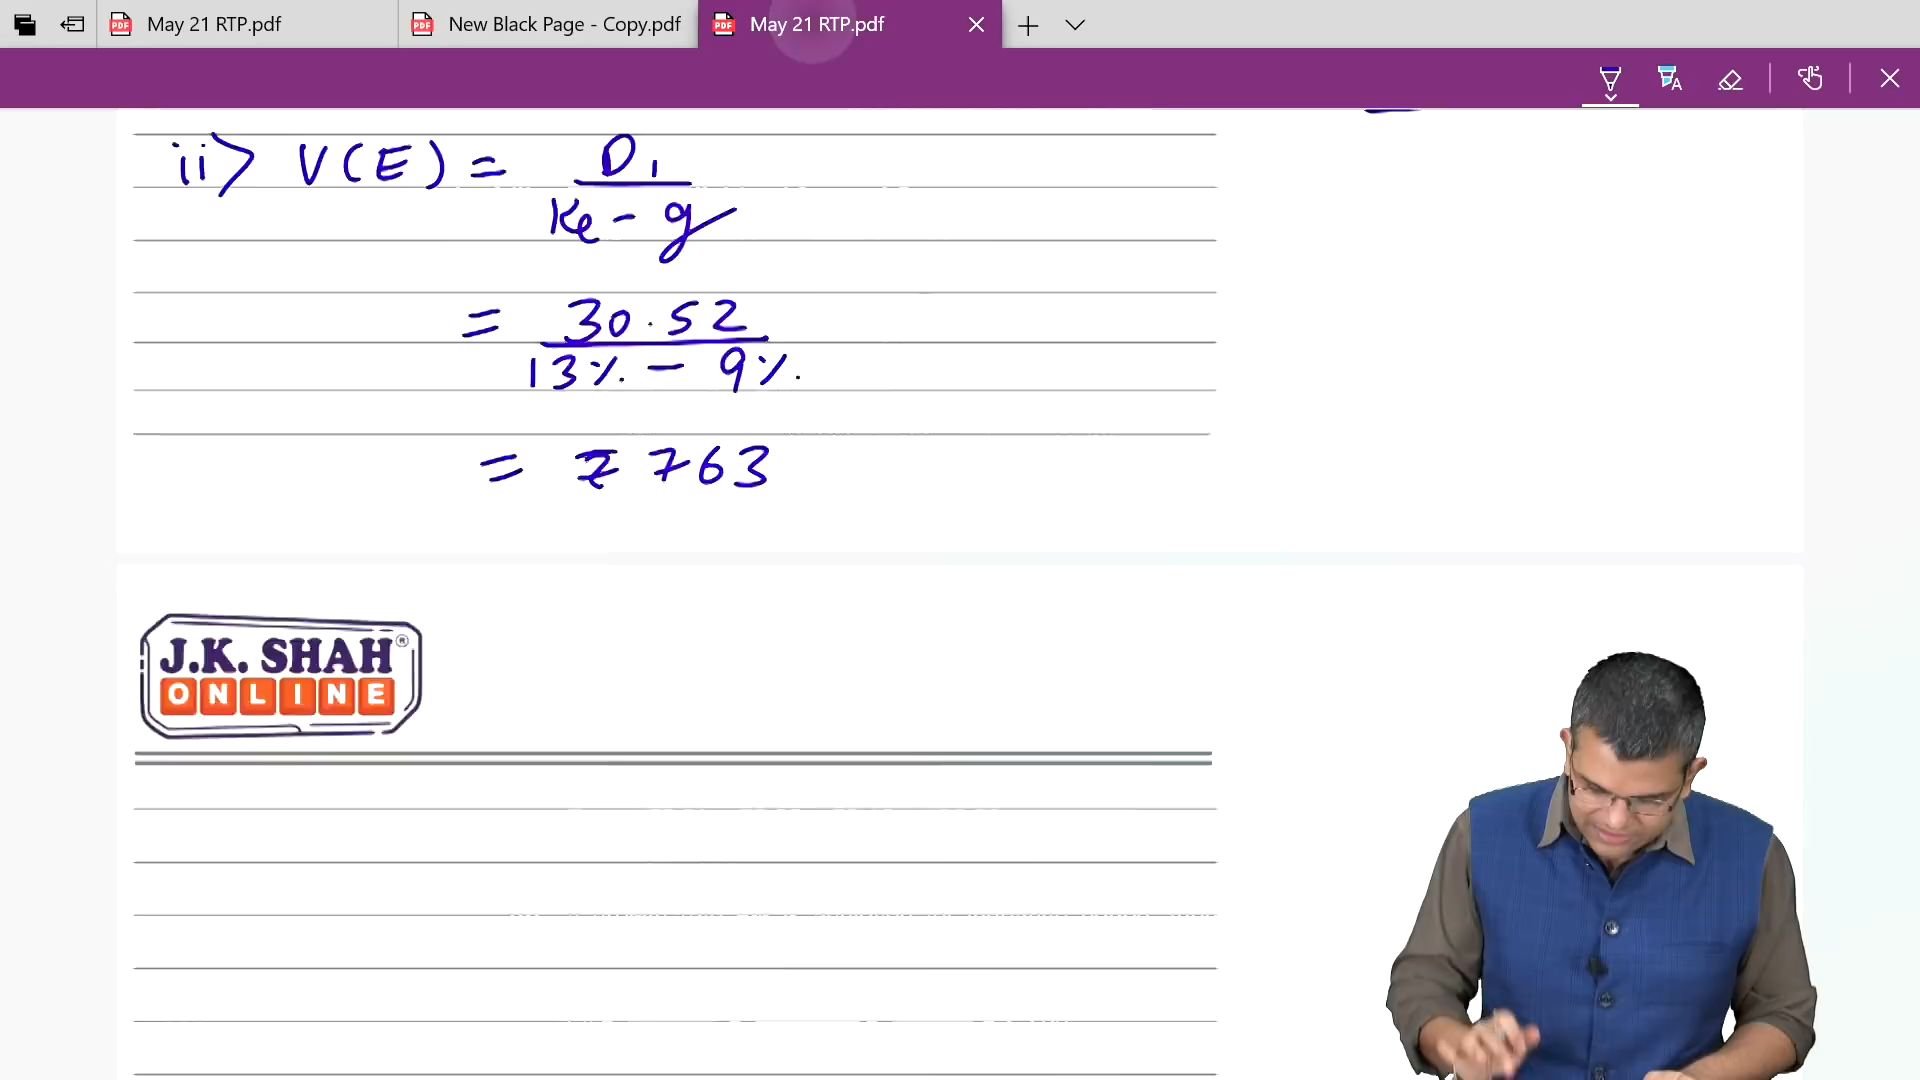 May 21 RTP.pdf
New Black Page - Copy.pdf
May 21 RTP.pdf
ii> V(E) = D1
Ke - g
= 30.52
13% - 9%.
= ₹ 763
J.K. SHAH®
ONLINE